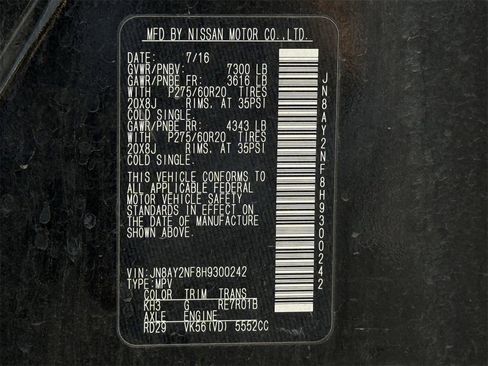 MFD BY NISSAN MOTOR CO.,LTD.
DATE: 7/16
GVWR/PNBV: 7300 LB
GAWR/PNBE FR: 3616 LB
WITH P275/60R20 TIRES
20X8J RIMS, AT 35PSI
COLD SINGLE.
GAWR/PNBE RR: 4343 LB
WITH P275/60R20 TIRES
20X8J RIMS, AT 35PSI
COLD SINGLE.
THIS VEHICLE CONFORMS TO
ALL APPLICABLE FEDERAL
MOTOR VEHICLE SAFETY
STANDARDS IN EFFECT ON
THE DATE OF MANUFACTURE
SHOWN ABOVE.
VIN:JN8AY2NF8H9300242
TYPE:MPV
COLOR TRIM TRANS
KH3 G RE7R01B
AXLE ENGINE
RD29 VK56(VD) 5552CC
JN8AY2NF8H9300242